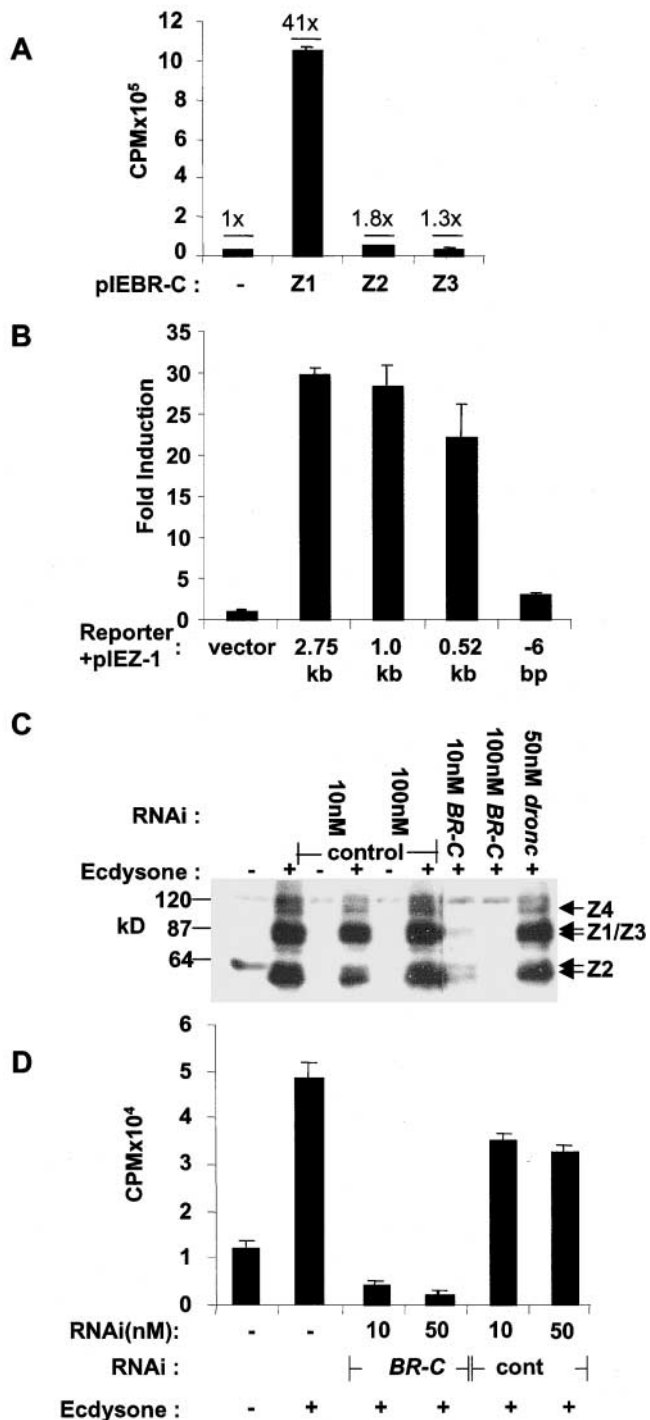 A
CPMx10⁵
12
10
8
6
4
2
0
41x
1x
1.8x
1.3x
pIEBR-C : - Z1 Z2 Z3
B
Fold Induction
35
30
25
20
15
10
5
0
Reporter +pIEZ-1 : vector 2.75 kb 1.0 kb 0.52 kb -6 bp
C
RNAi :
10nM
100nM
control
10nM BR-C
100nM BR-C
50nM dronc
Ecdysone : - + - + - + + + +
120
kD 87
64
Z4
Z1/Z3
Z2
D
CPMx10⁴
6
5
4
3
2
1
0
RNAi(nM): - - 10 50 10 50
RNAi : BR-C cont
Ecdysone : - + + + + +